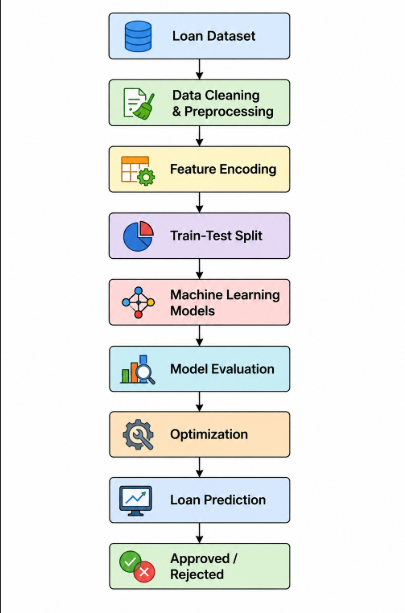 Loan Dataset
Data Cleaning
& Preprocessing
Feature Encoding
Train-Test Split
Machine Learning
Models
Model Evaluation
Optimization
Loan Prediction
Approved /
Rejected